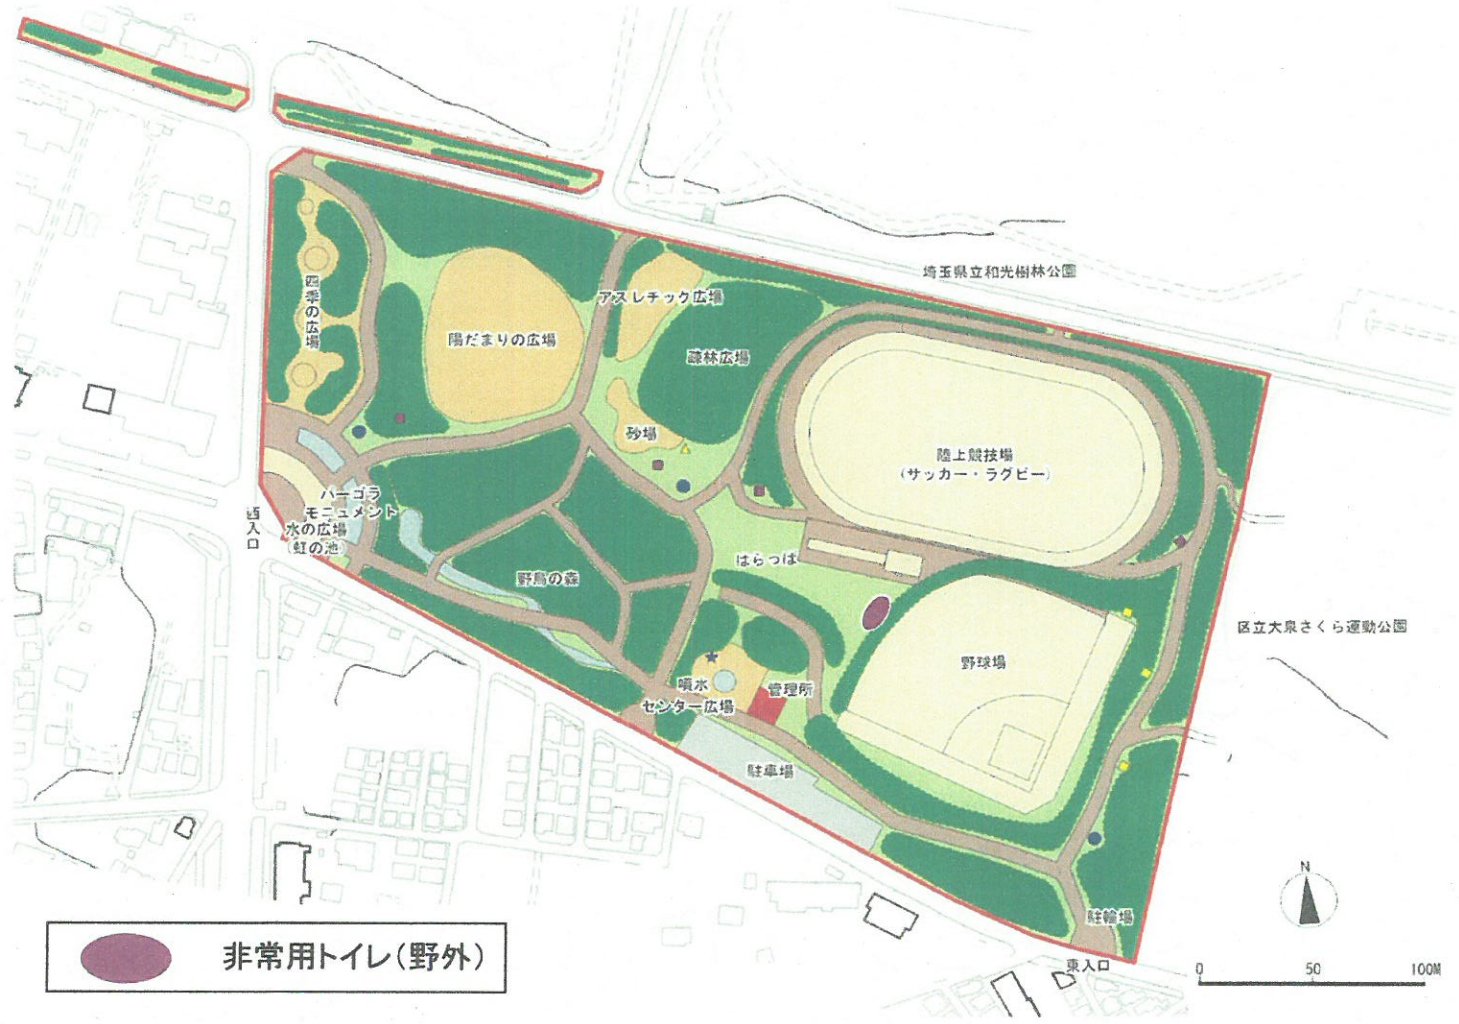 埼玉県立和光樹林公園
四季の広場
アスレチック広場
陽だまりの広場
疎林広場
砂場
陸上競技場
(サッカー・ラグビー)
パーゴラ
モニュメント
水の広場
(虹の池)
西入口
はらっぱ
野鳥の森
区立大泉さくら運動公園
野球場
噴水
管理所
センター広場
駐車場
N
駐輪場
東入口
0 50 100M
非常用トイレ(野外)